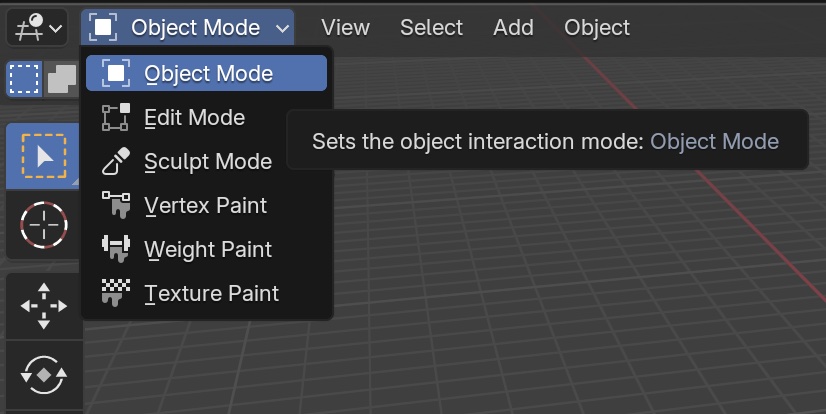 Object Mode View Select Add Object
Object Mode
Edit Mode
Sets the object interaction mode: Object Mode
Sculpt Mode
Vertex Paint
Weight Paint
Texture Paint